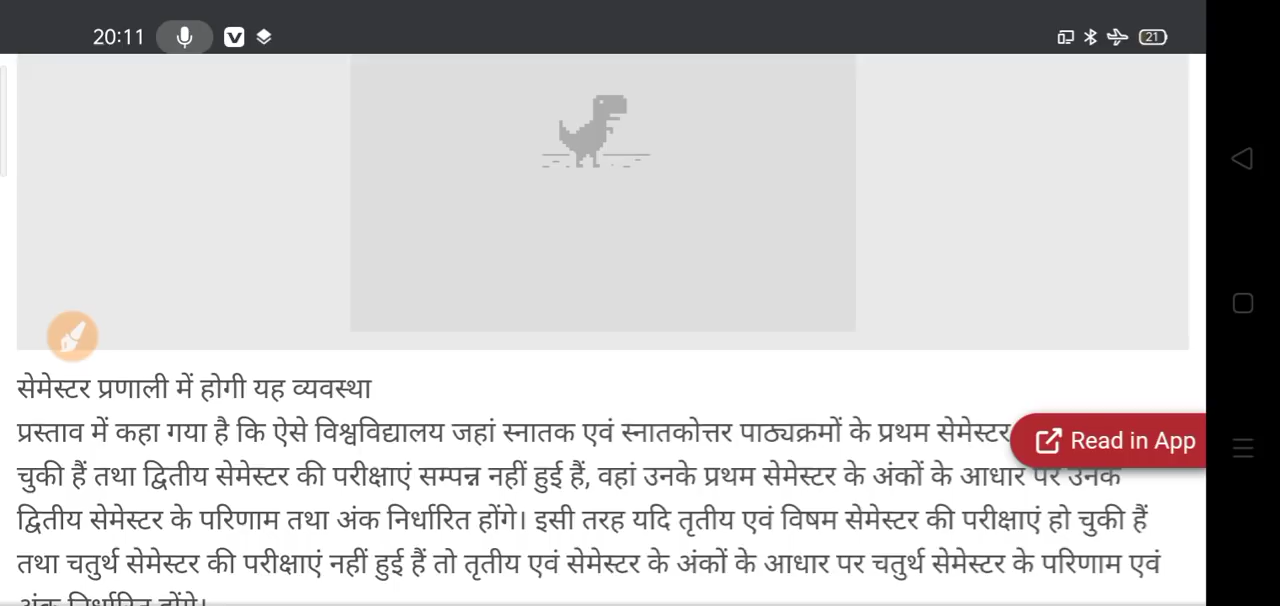 20:11
21
सेमेस्टर प्रणाली में होगी यह व्यवस्था
प्रस्ताव में कहा गया है कि ऐसे विश्वविद्यालय जहां स्नातक एवं स्नातकोत्तर पाठ्यक्रमों के प्रथम सेमेस्टर
Read in App
चुकी हैं तथा द्वितीय सेमेस्टर की परीक्षाएं सम्पन्न नहीं हुई हैं, वहां उनके प्रथम सेमेस्टर के अंकों के आधार पर उनके
द्वितीय सेमेस्टर के परिणाम तथा अंक निर्धारित होंगे। इसी तरह यदि तृतीय एवं विषम सेमेस्टर की परीक्षाएं हो चुकी हैं
तथा चतुर्थ सेमेस्टर की परीक्षाएं नहीं हुई हैं तो तृतीय एवं सेमेस्टर के अंकों के आधार पर चतुर्थ सेमेस्टर के परिणाम एवं
अंक निर्धारित होंगे।